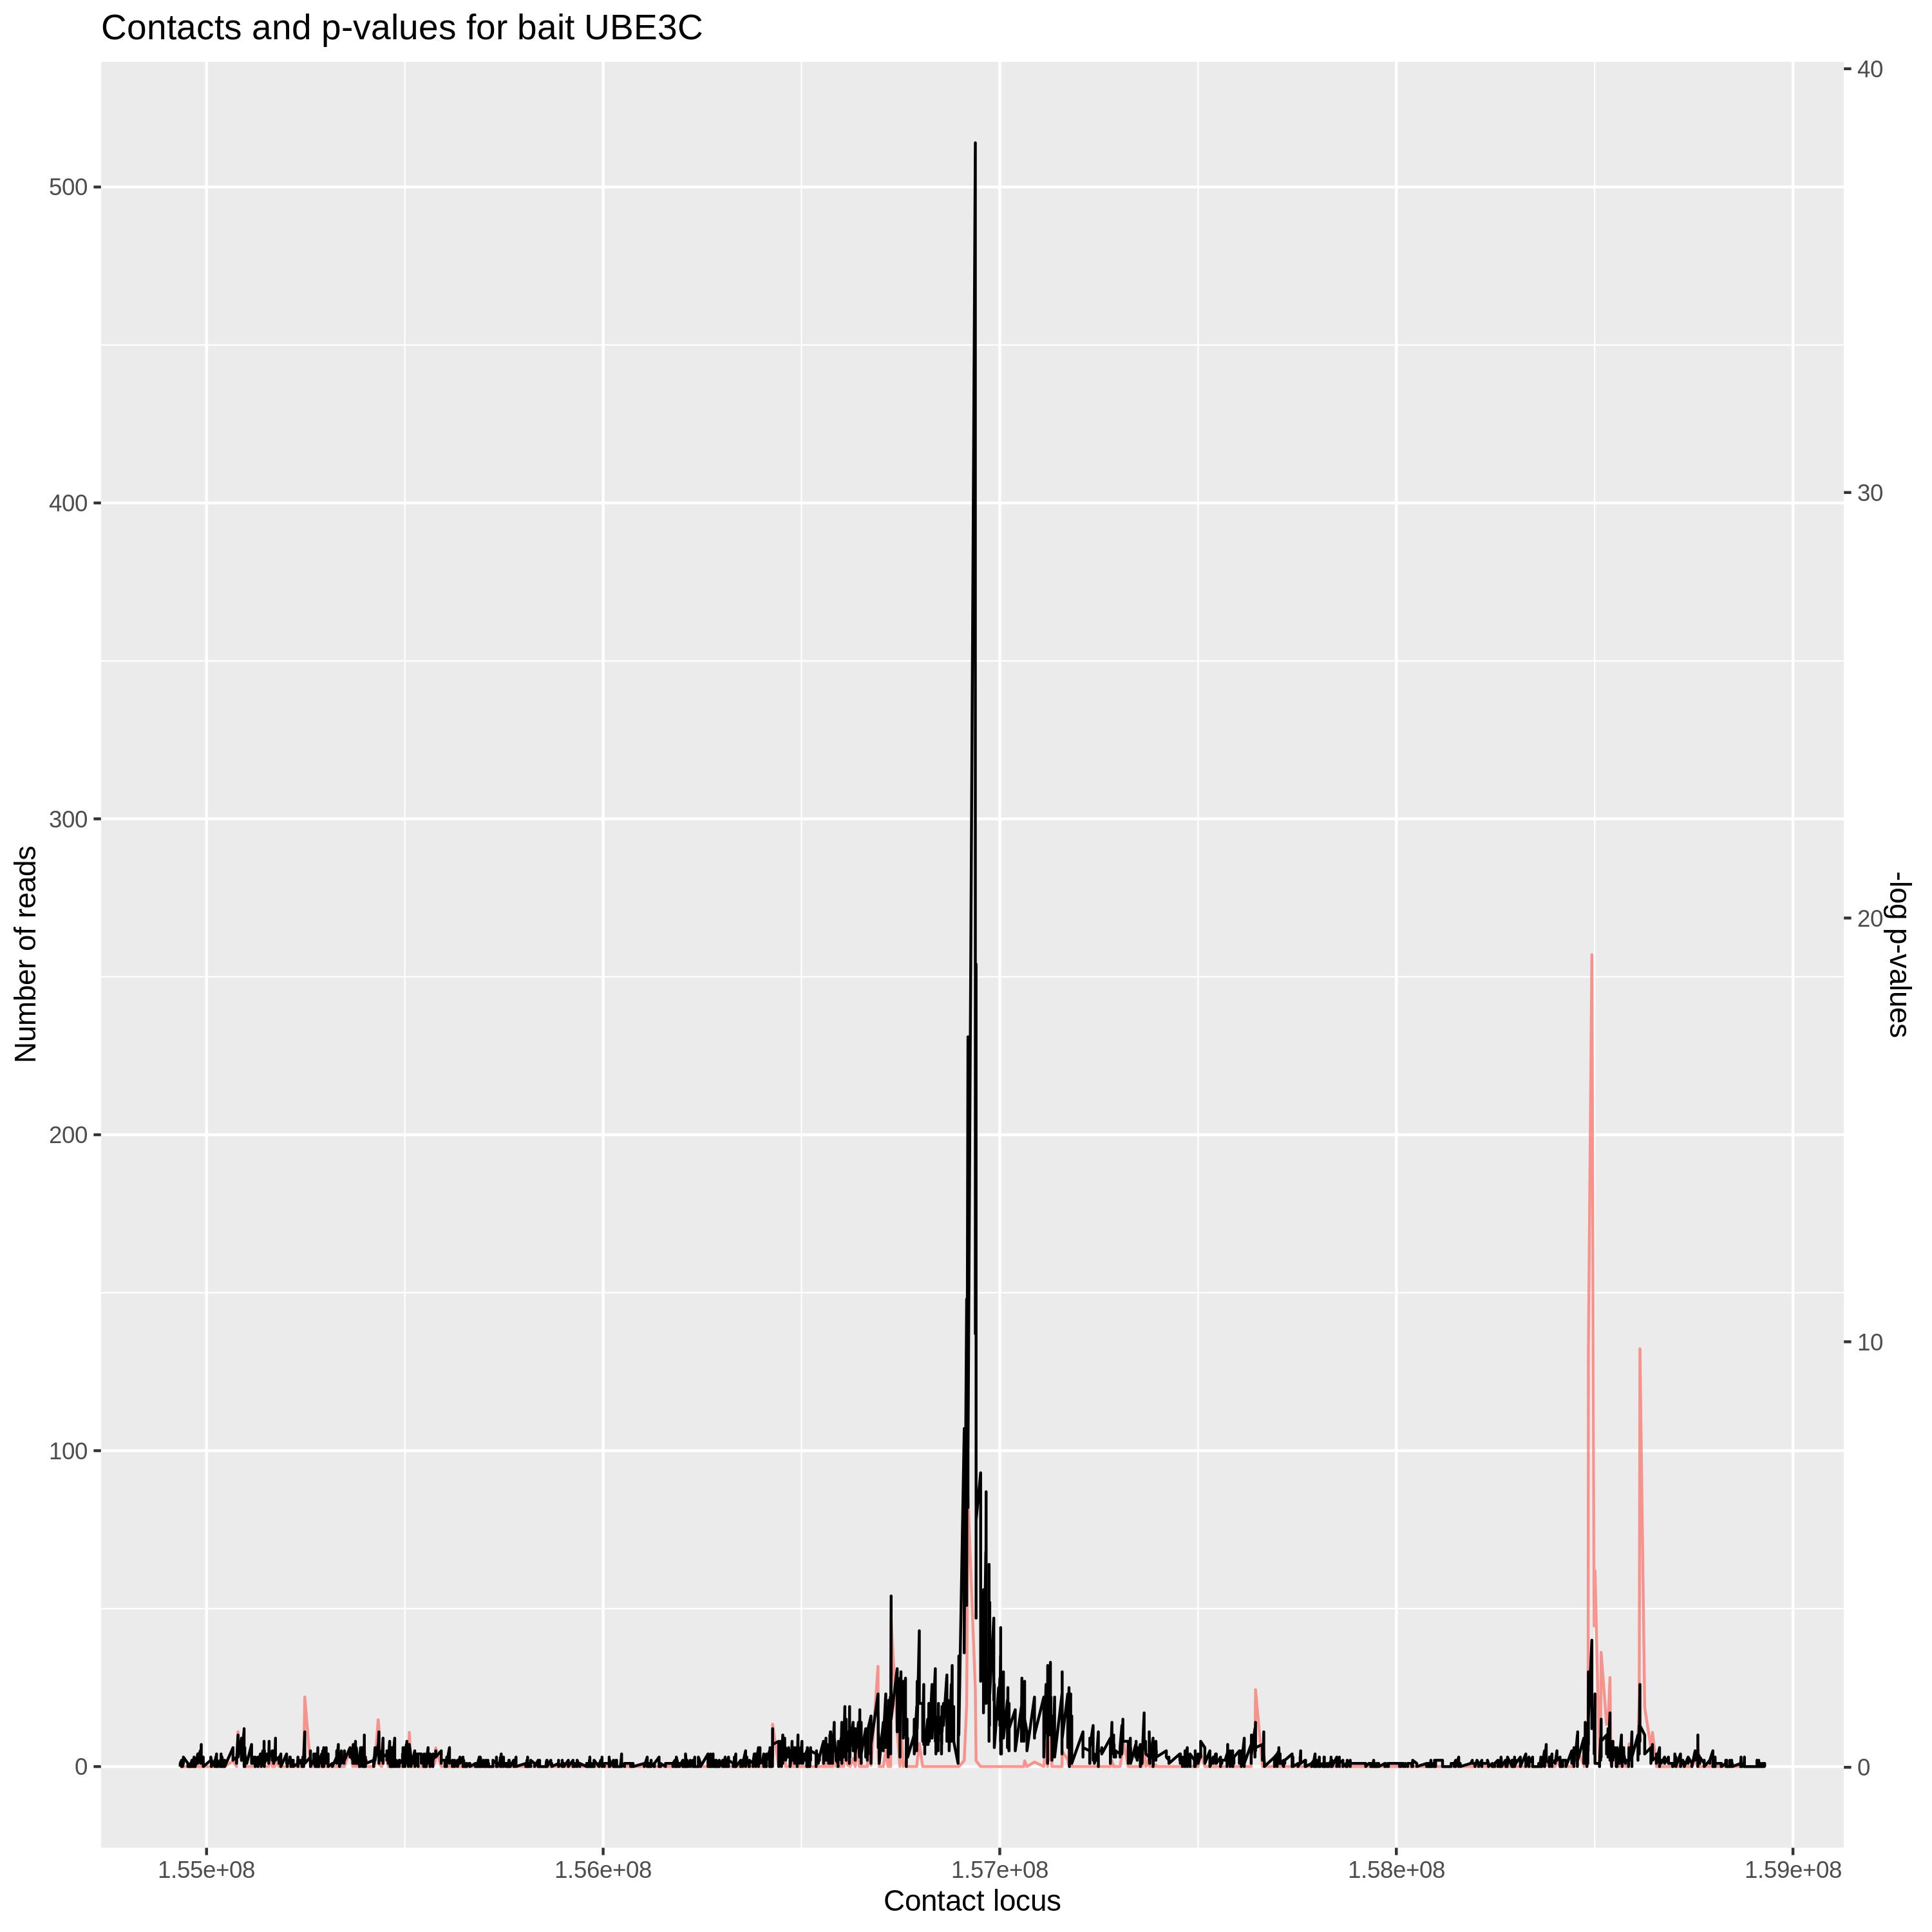 Contacts and p-values for bait UBE3C
500
400
300
200
100
0
Number of reads
40
30
20
10
0
-log p-values
1.55e+08
1.56e+08
1.57e+08
1.58e+08
1.59e+08
Contact locus